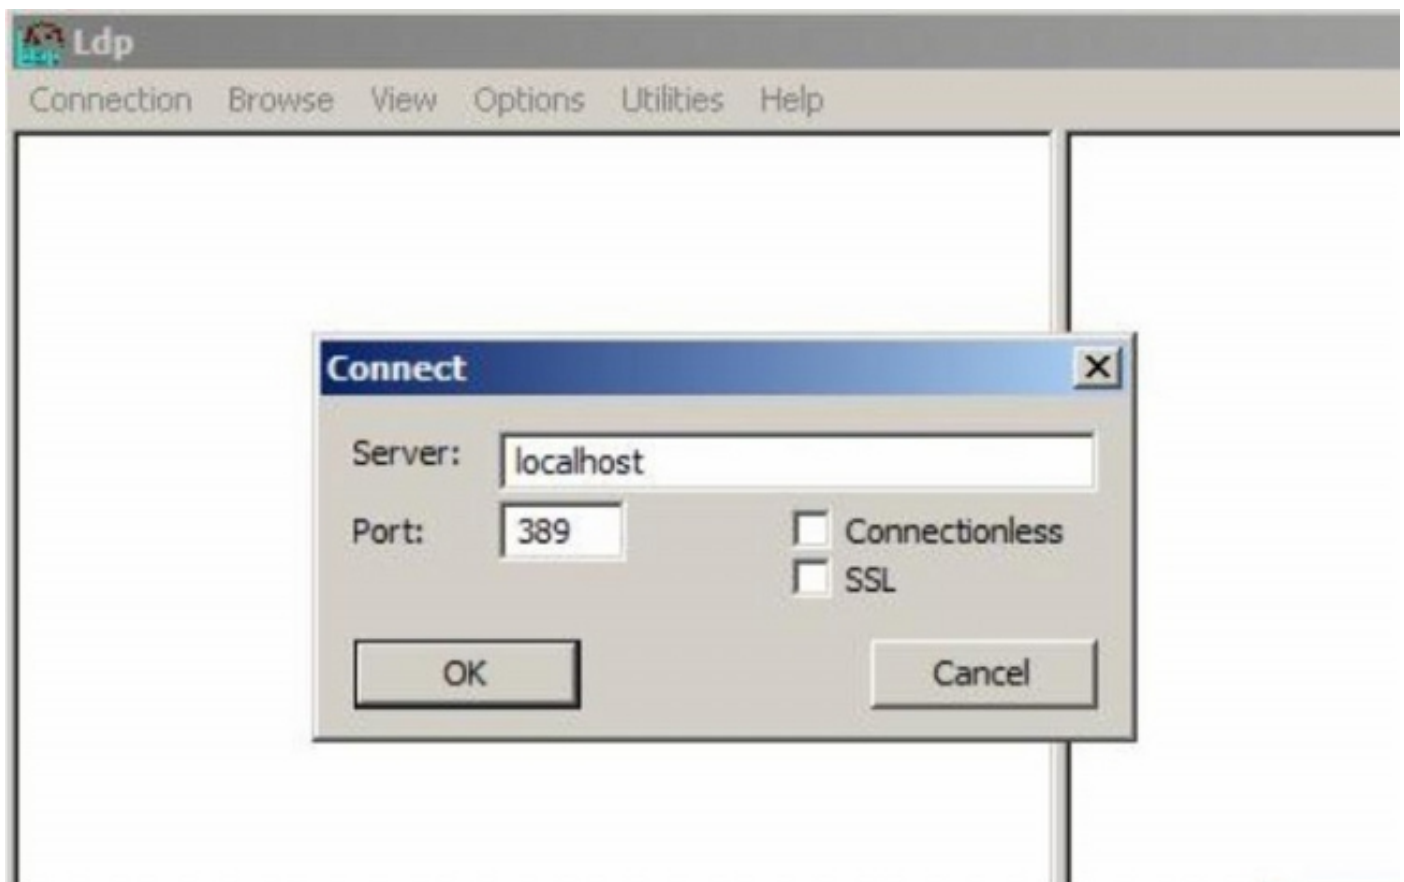 Ldp
Connection Browse View Options Utilities Help
Connect
Server: localhost
Port: 389 Connectionless
SSL
OK Cancel